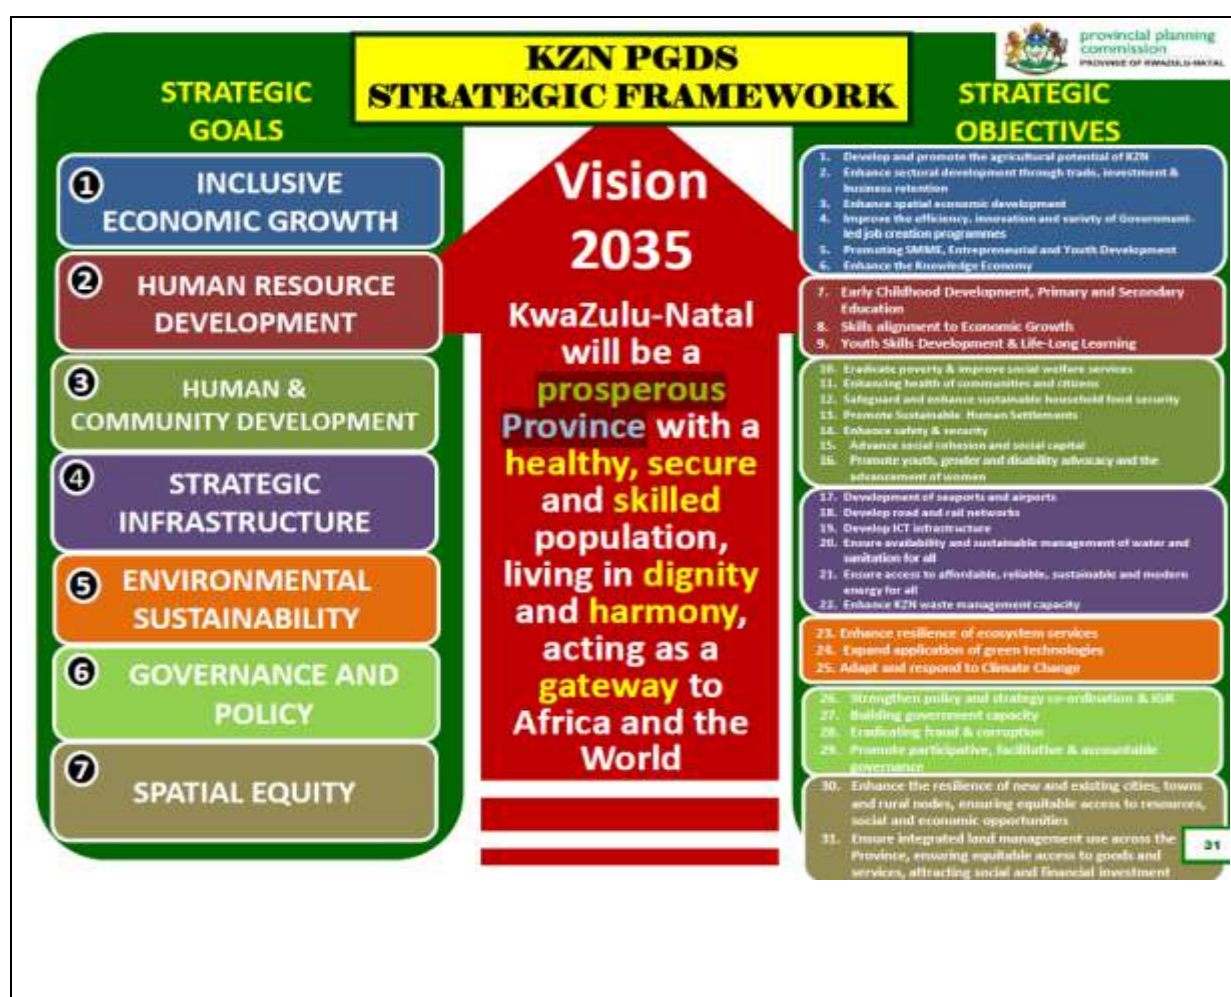 KZN PGDS
STRATEGIC FRAMEWORK
provincial planning
commission
PROVINCE OF KWAZULU-NATAL
STRATEGIC
GOALS
1
INCLUSIVE
ECONOMIC GROWTH
2
HUMAN RESOURCE
DEVELOPMENT
3
HUMAN &
COMMUNITY DEVELOPMENT
4
STRATEGIC
INFRASTRUCTURE
5
ENVIRONMENTAL
SUSTAINABILITY
6
GOVERNANCE AND
POLICY
7
SPATIAL EQUITY
Vision
2035
KwaZulu-Natal
will be a
prosperous
Province with a
healthy, secure
and skilled
population,
living in dignity
and harmony,
acting as a
gateway to
Africa and the
World
STRATEGIC
OBJECTIVES
1. Develop and promote the agricultural potential of KZN
2. Enhance sectoral development through trade, investment &
business retention
3. Enhance spatial economic development
4. Improve the efficiency, innovation and variety of Government-
led job creation programmes
5. Promoting SMME, Entrepreneurial and Youth Development
6. Enhance the Knowledge Economy
7. Early Childhood Development, Primary and Secondary
Education
8. Skills alignment to Economic Growth
9. Youth Skills Development & Life-Long Learning
10. Eradicate poverty & improve social welfare services
11. Enhancing health of communities and citizens
12. Safeguard and enhance sustainable household food security
13. Promote Sustainable Human Settlements
14. Enhance safety & security
15. Advance social cohesion and social capital
16. Promote youth, gender and disability advocacy and the
advancement of women
17. Development of seaports and airports
18. Develop road and rail networks
19. Develop ICT infrastructure
20. Ensure availability and sustainable management of water and
sanitation for all
21. Ensure access to affordable, reliable, sustainable and modern
energy for all
22. Enhance KZN waste management capacity
23. Enhance resilience of ecosystem services
24. Expand application of green technologies
25. Adapt and respond to Climate Change
26. Strengthen policy and strategy co-ordination & IGR
27. Building government capacity
28. Eradicating fraud & corruption
29. Promote participative, facilitative & accountable
governance
30. Enhance the resilience of new and existing cities, towns
and rural nodes, ensuring equitable access to resources,
social and economic opportunities
31. Ensure integrated land management use across the
Province, ensuring equitable access to goods and
services, attracting social and financial investment
31